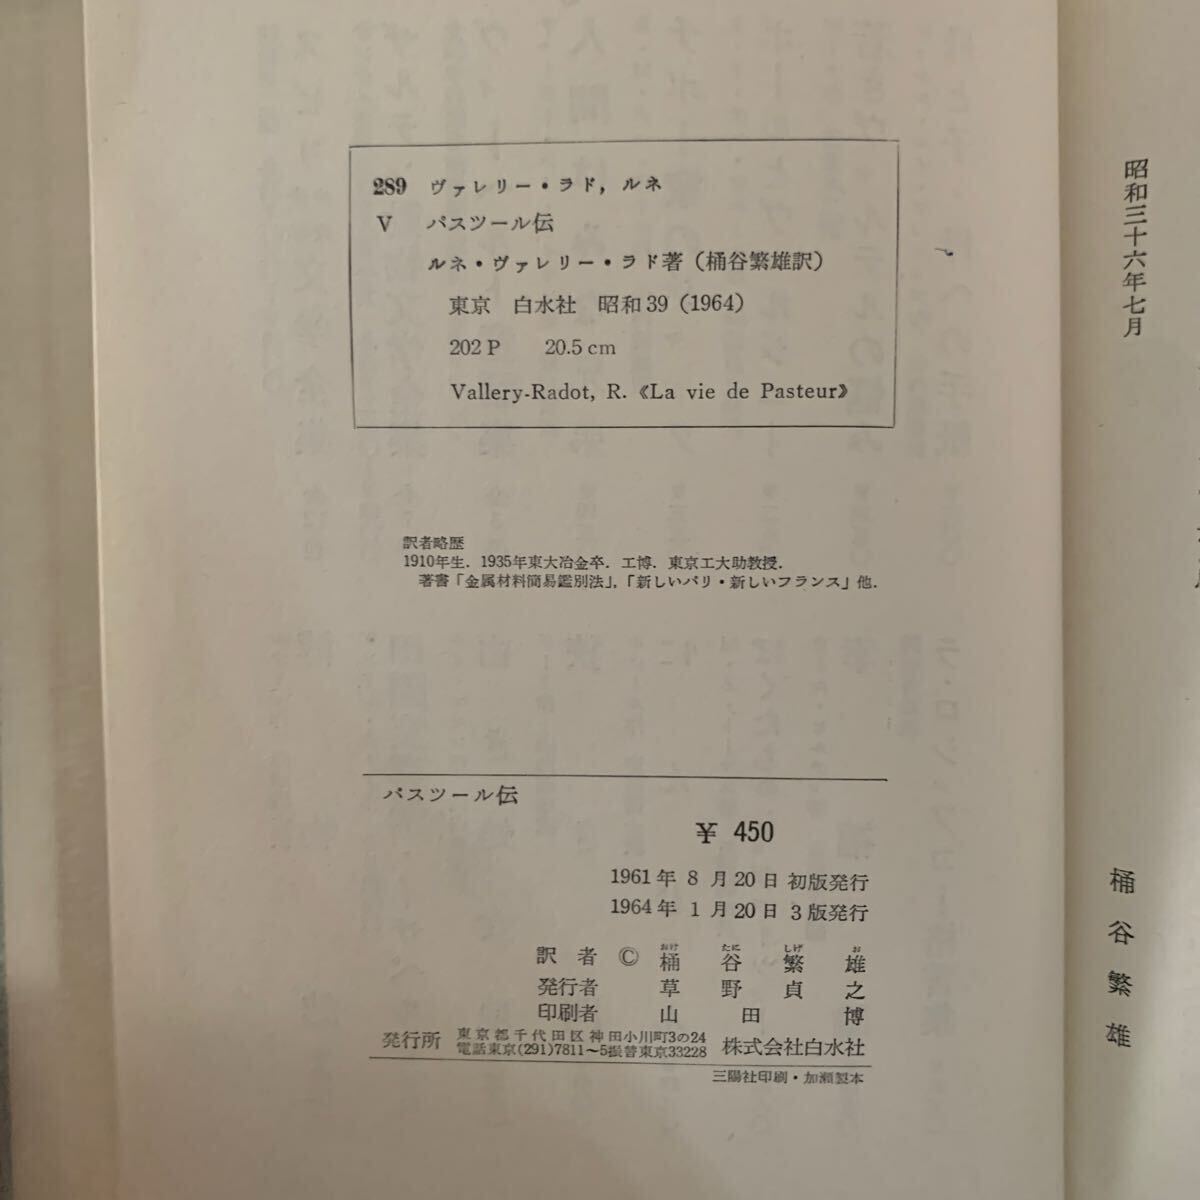 昭和三十六年七月
桶谷繁雄
289 ヴァレリー・ラド，ルネ
V パスツール伝
ルネ・ヴァレリー・ラド著（桶谷繁雄訳）
東京 白水社 昭和39（1964）
202 P 20.5 cm
Vallery-Radot, R.《La vie de Pasteur》
訳者略歴
1910年生．1935年東大冶金卒．工博．東京工大助教授．
著書「金属材料簡易鑑別法」，「新しいパリ・新しいフランス」他．
パスツール伝
¥ 450
1961年 8 月20日 初版発行
1964年 1 月20日 3 版発行
訳者 © 桶谷繁雄
おけ たに しげ お
発行者 草野貞之
印刷者 山田博
発行所 東京都千代田区神田小川町3の24
電話東京(291)7811～5振替東京33228 株式会社白水社
三陽社印刷・加瀬製本